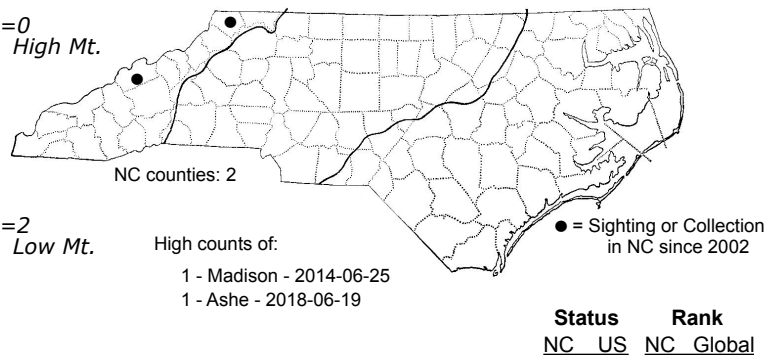 =0
High Mt.
NC counties: 2
=2
Low Mt.
High counts of:
1 - Madison - 2014-06-25
1 - Ashe - 2018-06-19
● = Sighting or Collection
in NC since 2002
Status Rank
NC US NC Global